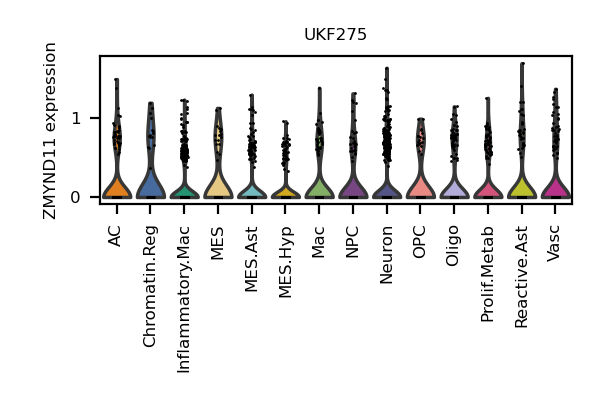 UKF275
ZMYND11 expression
1
0
AC
Chromatin.Reg
Inflammatory.Mac
MES
MES.Ast
MES.Hyp
Mac
NPC
Neuron
OPC
Oligo
Prolif.Metab
Reactive.Ast
Vasc